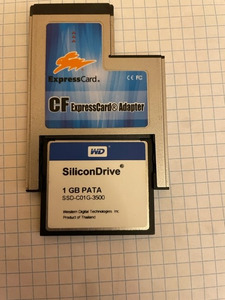 ExpressCard™
CE FC
CF ExpressCard® Adapter
WD
SiliconDrive®
1 GB PATA
SSD-C01G-3500
Western Digital Technologies, Inc.
Product of Thailand